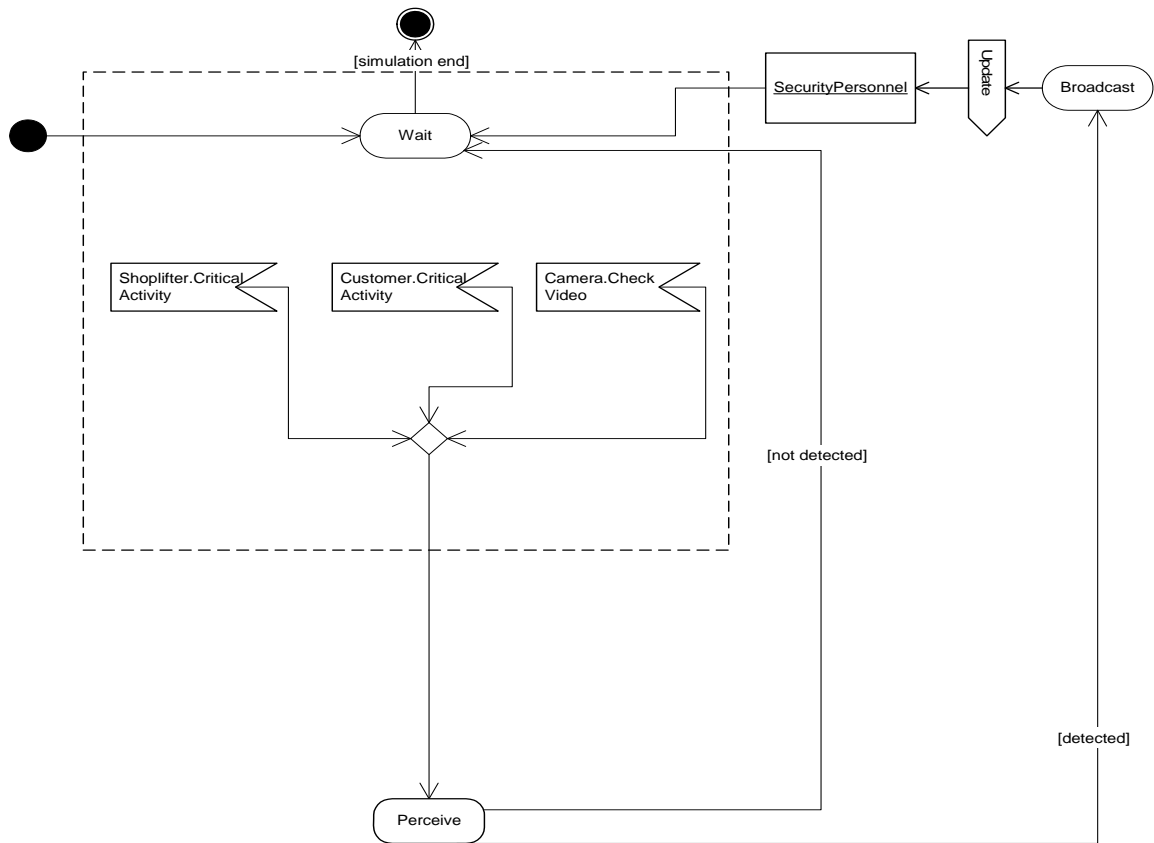 [simulation end]
Wait
SecurityPersonnel
Update
Broadcast
Shoplifter.Critical
Activity
Customer.Critical
Activity
Camera.Check
Video
[not detected]
[detected]
Perceive